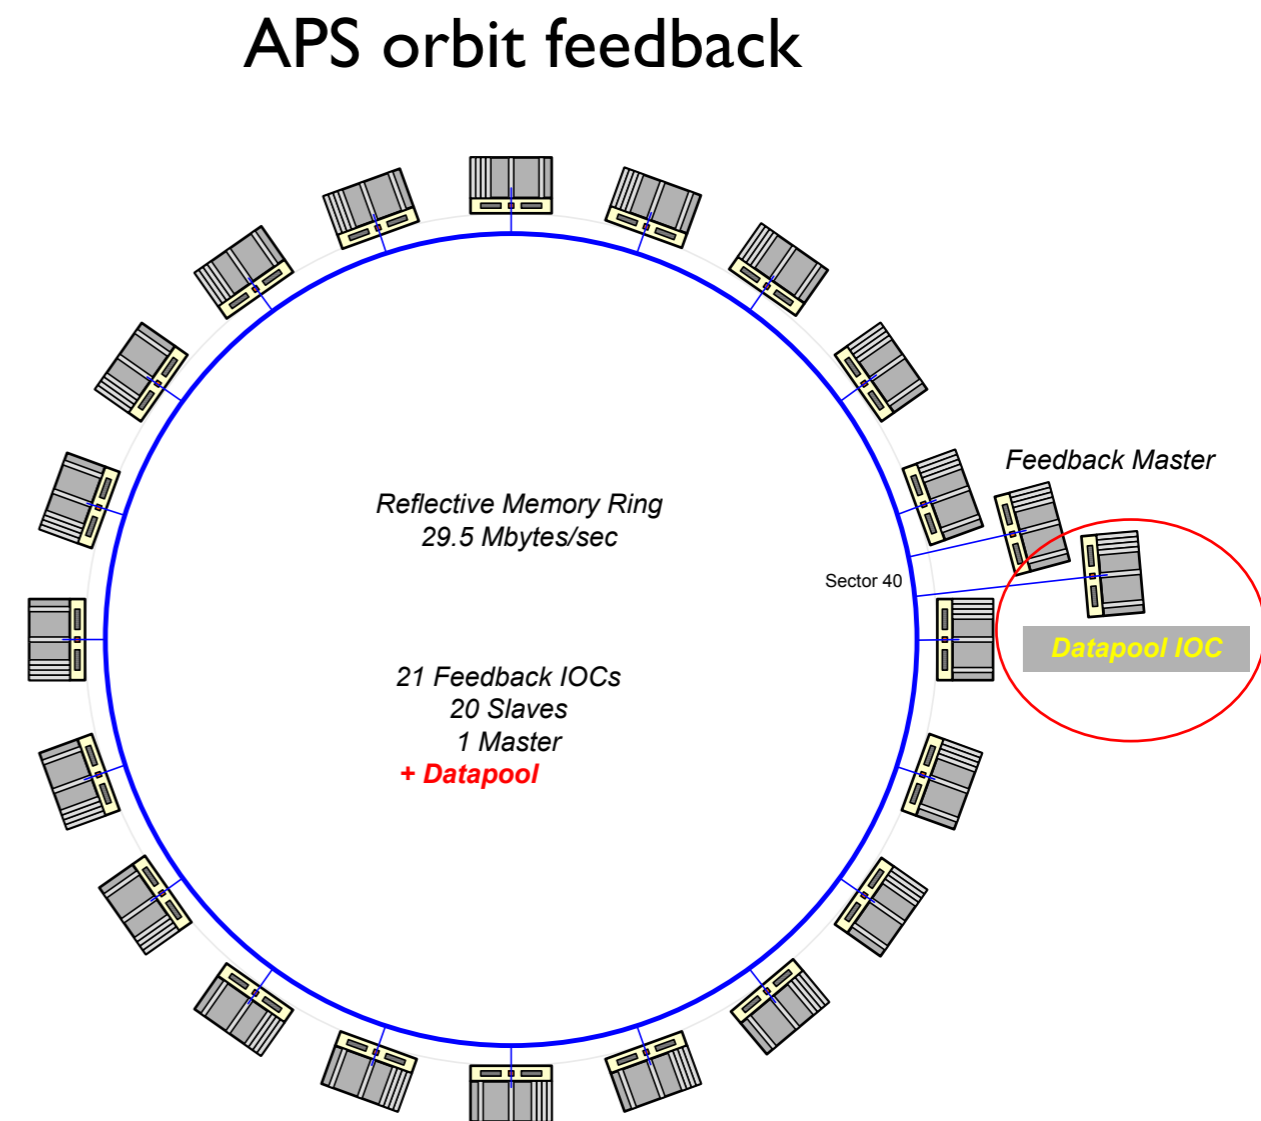 APS orbit feedback
Feedback Master
Reflective Memory Ring
29.5 Mbytes/sec
Sector 40
Datapool IOC
21 Feedback IOCs
20 Slaves
1 Master
+ Datapool